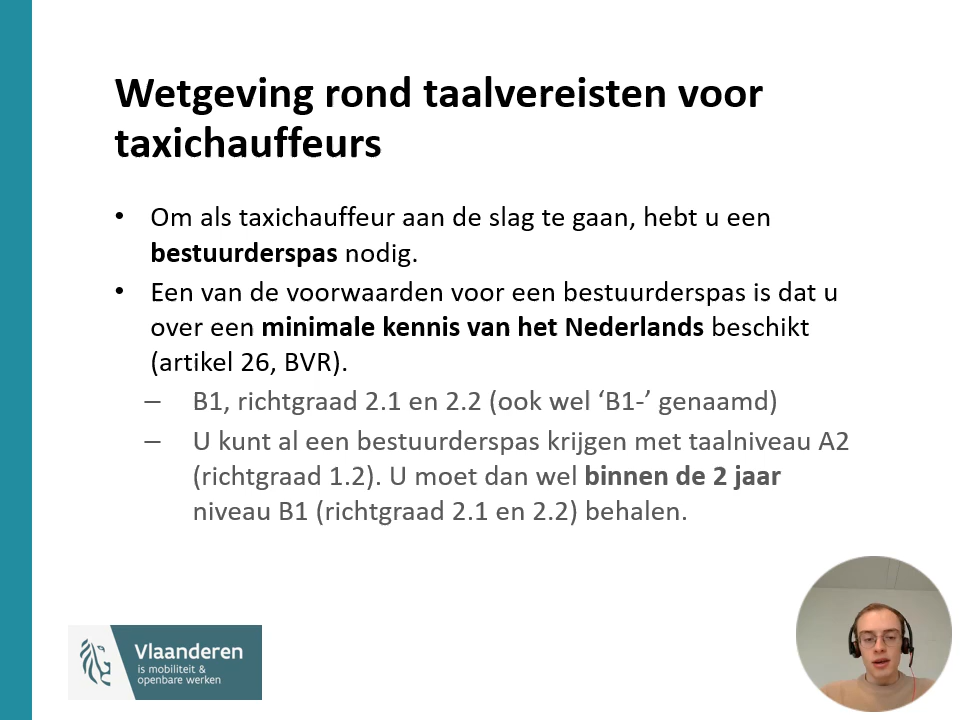 Wetgeving rond taalvereisten voor
taxichauffeurs
• Om als taxichauffeur aan de slag te gaan, hebt u een
bestuurderspas nodig.
• Een van de voorwaarden voor een bestuurderspas is dat u
over een minimale kennis van het Nederlands beschikt
(artikel 26, BVR).
– B1, richtgraad 2.1 en 2.2 (ook wel ‘B1-’ genaamd)
– U kunt al een bestuurderspas krijgen met taalniveau A2
(richtgraad 1.2). U moet dan wel binnen de 2 jaar
niveau B1 (richtgraad 2.1 en 2.2) behalen.
Vlaanderen
is mobiliteit &
openbare werken